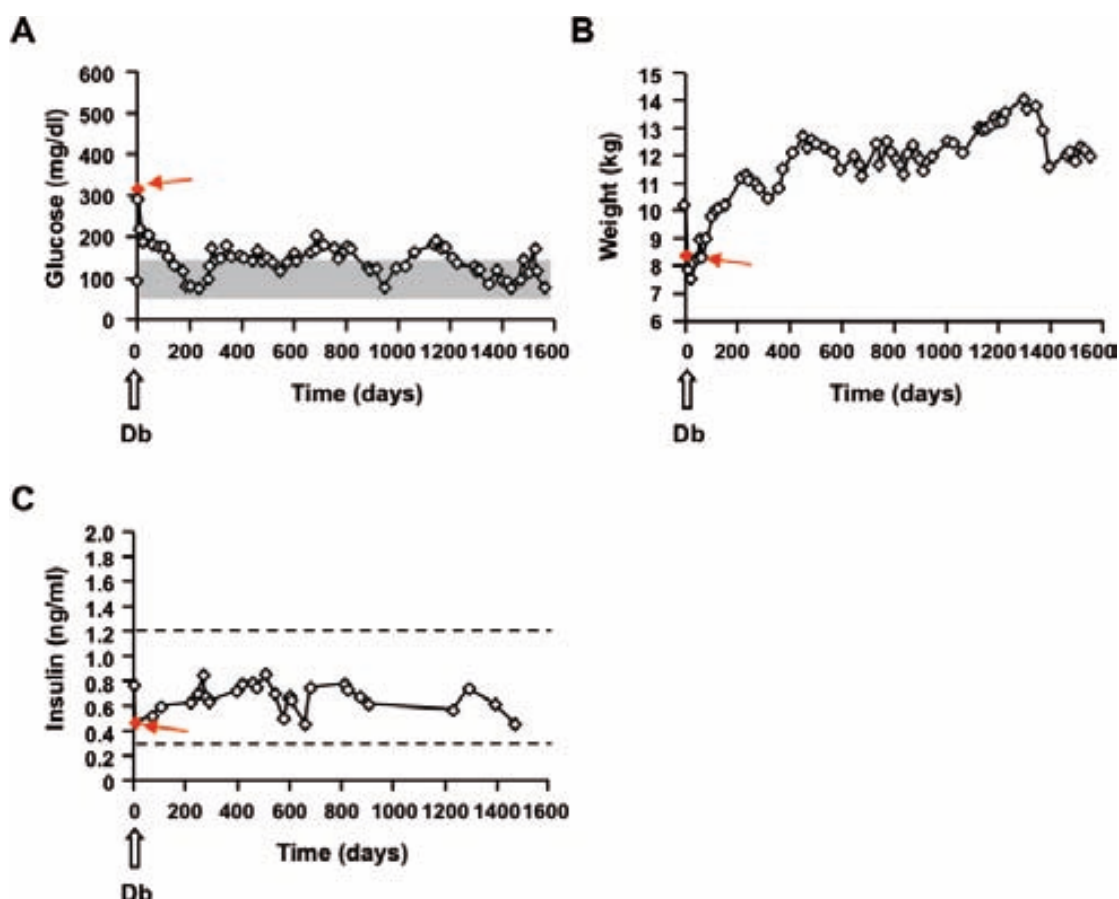 A
600
500
400
300
200
100
0
Glucose (mg/dl)
0 200 400 600 800 1000 1200 1400 1600
Time (days)
Db
B
15
14
13
12
11
10
9
8
7
6
Weight (kg)
0 200 400 600 800 1000 1200 1400 1600
Time (days)
Db
C
2.0
1.8
1.6
1.4
1.2
1.0
0.8
0.6
0.4
0.2
0
Insulin (ng/ml)
0 200 400 600 800 1000 1200 1400 1600
Time (days)
Db